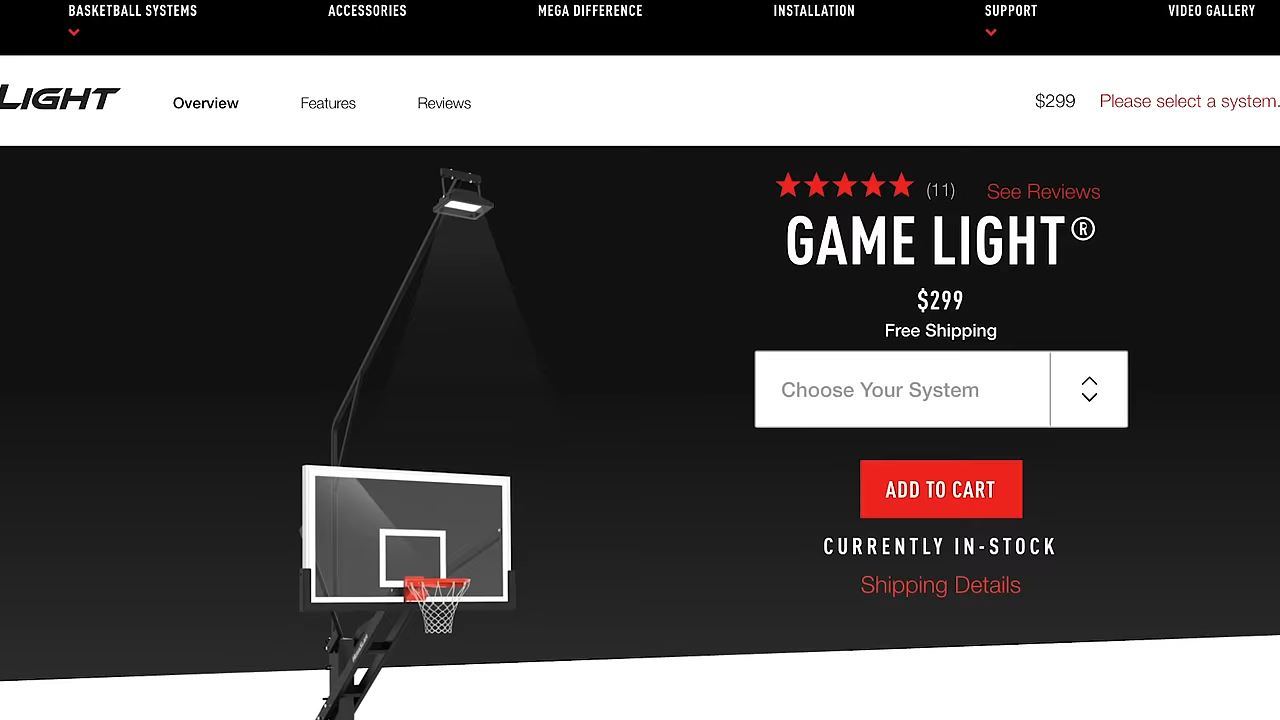 BASKETBALL SYSTEMS ACCESSORIES MEGA DIFFERENCE INSTALLATION SUPPORT VIDEO GALLERY
LIGHT Overview Features Reviews $299 Please select a system.
(11) See Reviews
GAME LIGHT®
$299
Free Shipping
Choose Your System
ADD TO CART
CURRENTLY IN-STOCK
Shipping Details